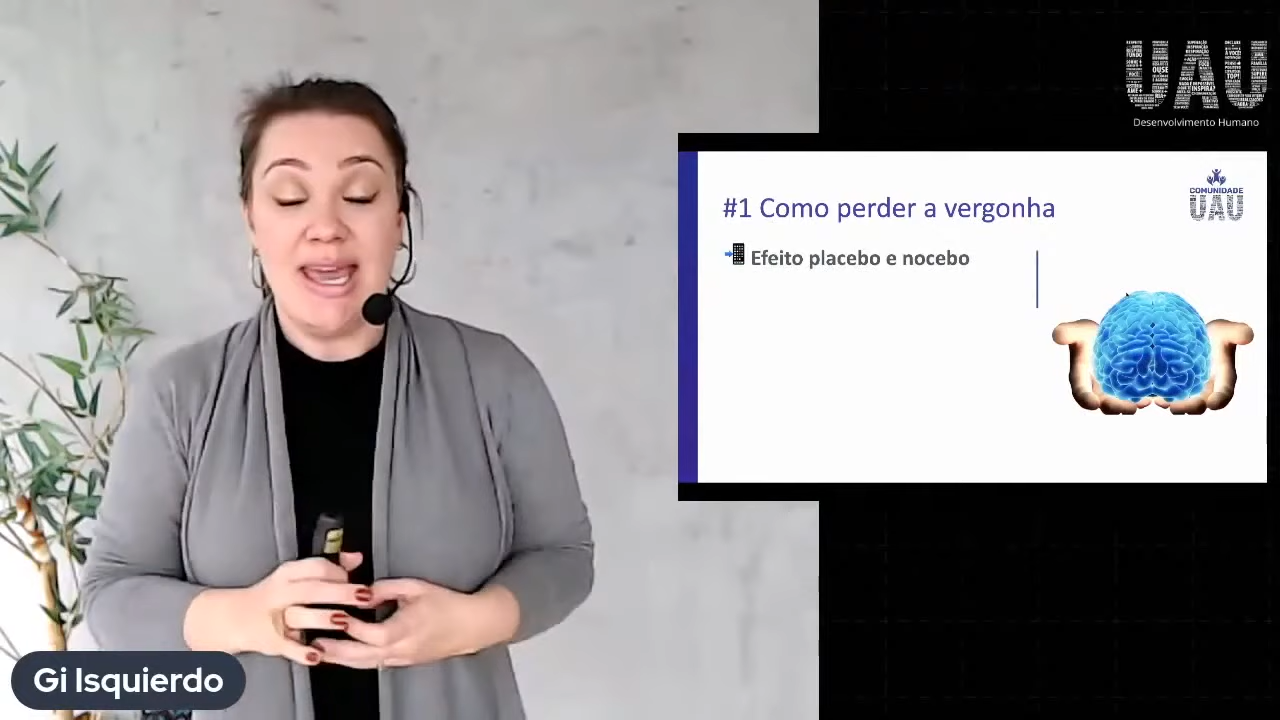 UAU
Desenvolvimento Humano
COMUNIDADE
UAU
#1 Como perder a vergonha
Efeito placebo e nocebo
Gi Isquierdo